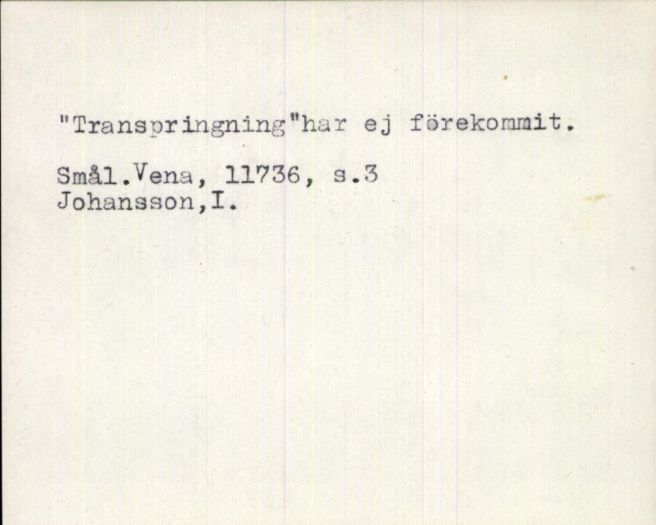 "Transpringning"har ej förekommit.
Smål.Vena, 11736, s.3
Johansson,I.